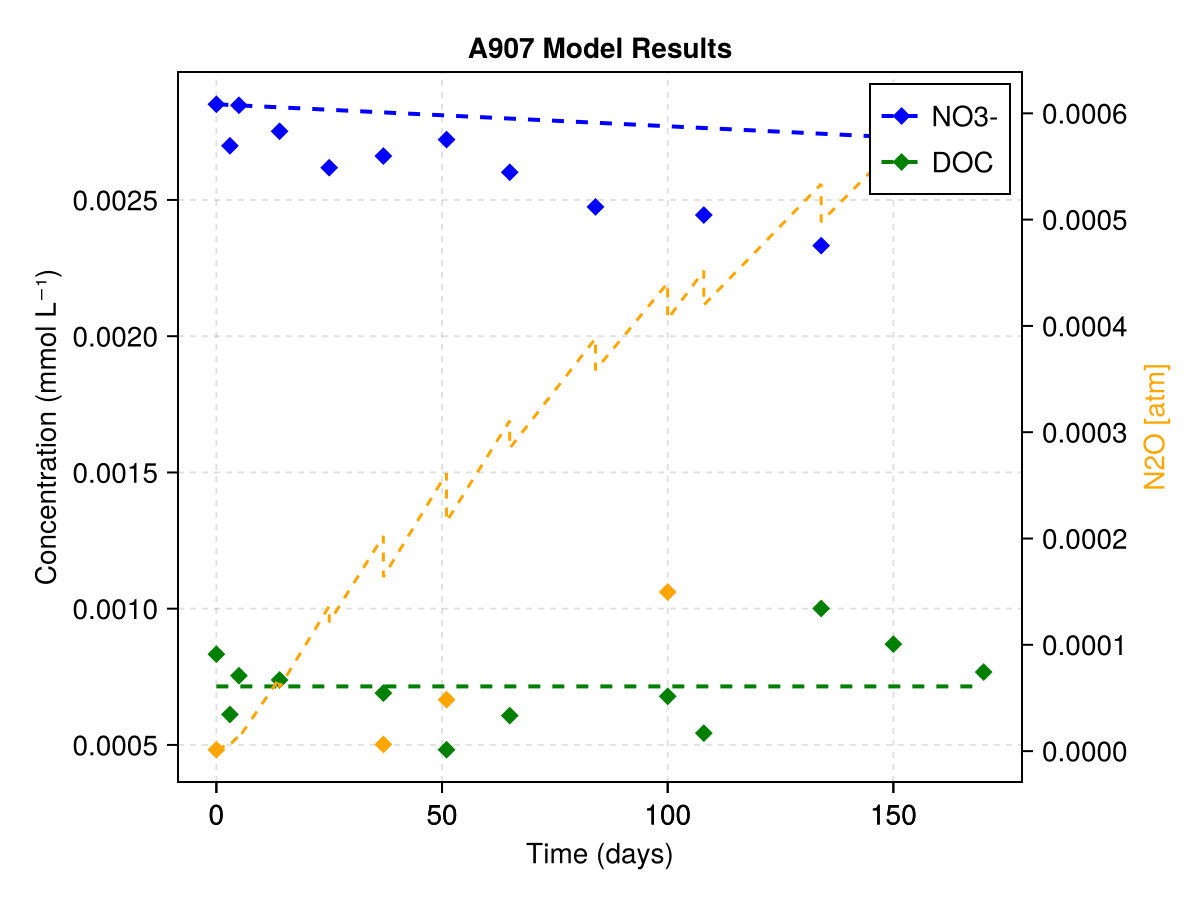 A907 Model Results
NO3-
DOC
0.0025
0.0020
0.0015
0.0010
0.0005
Concentration (mmol L⁻¹)
0.0006
0.0005
0.0004
0.0003
0.0002
0.0001
0.0000
N2O [atm]
0
50
100
150
Time (days)